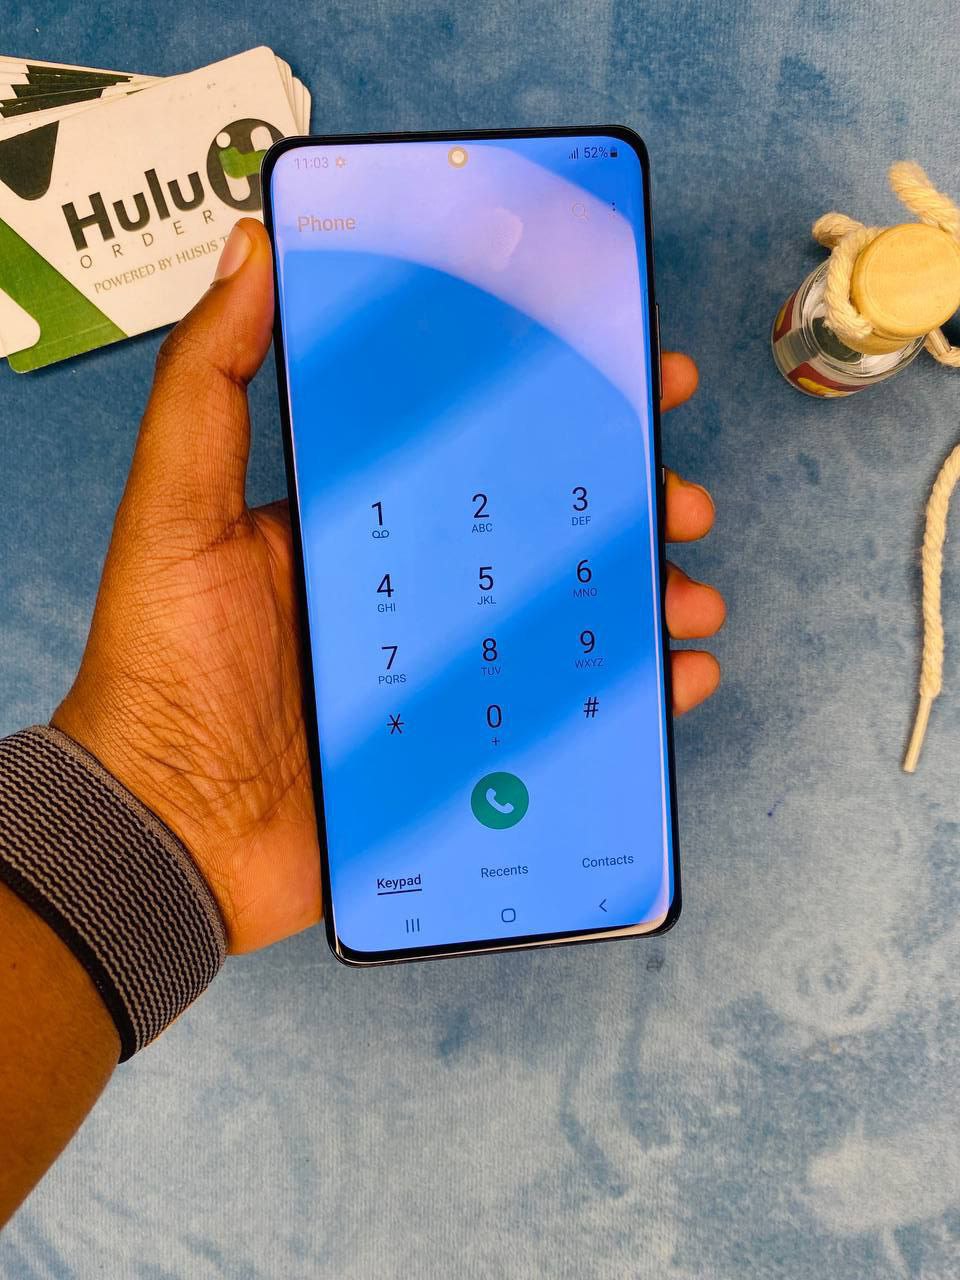 Hulu
ORDER
POWERED BY HUSUS T
11:03
52%
Phone
1
2
ABC
3
DEF
4
GHI
5
JKL
6
MNO
7
PQRS
8
TUV
9
WXYZ
*
0
+
#
Keypad
Recents
Contacts